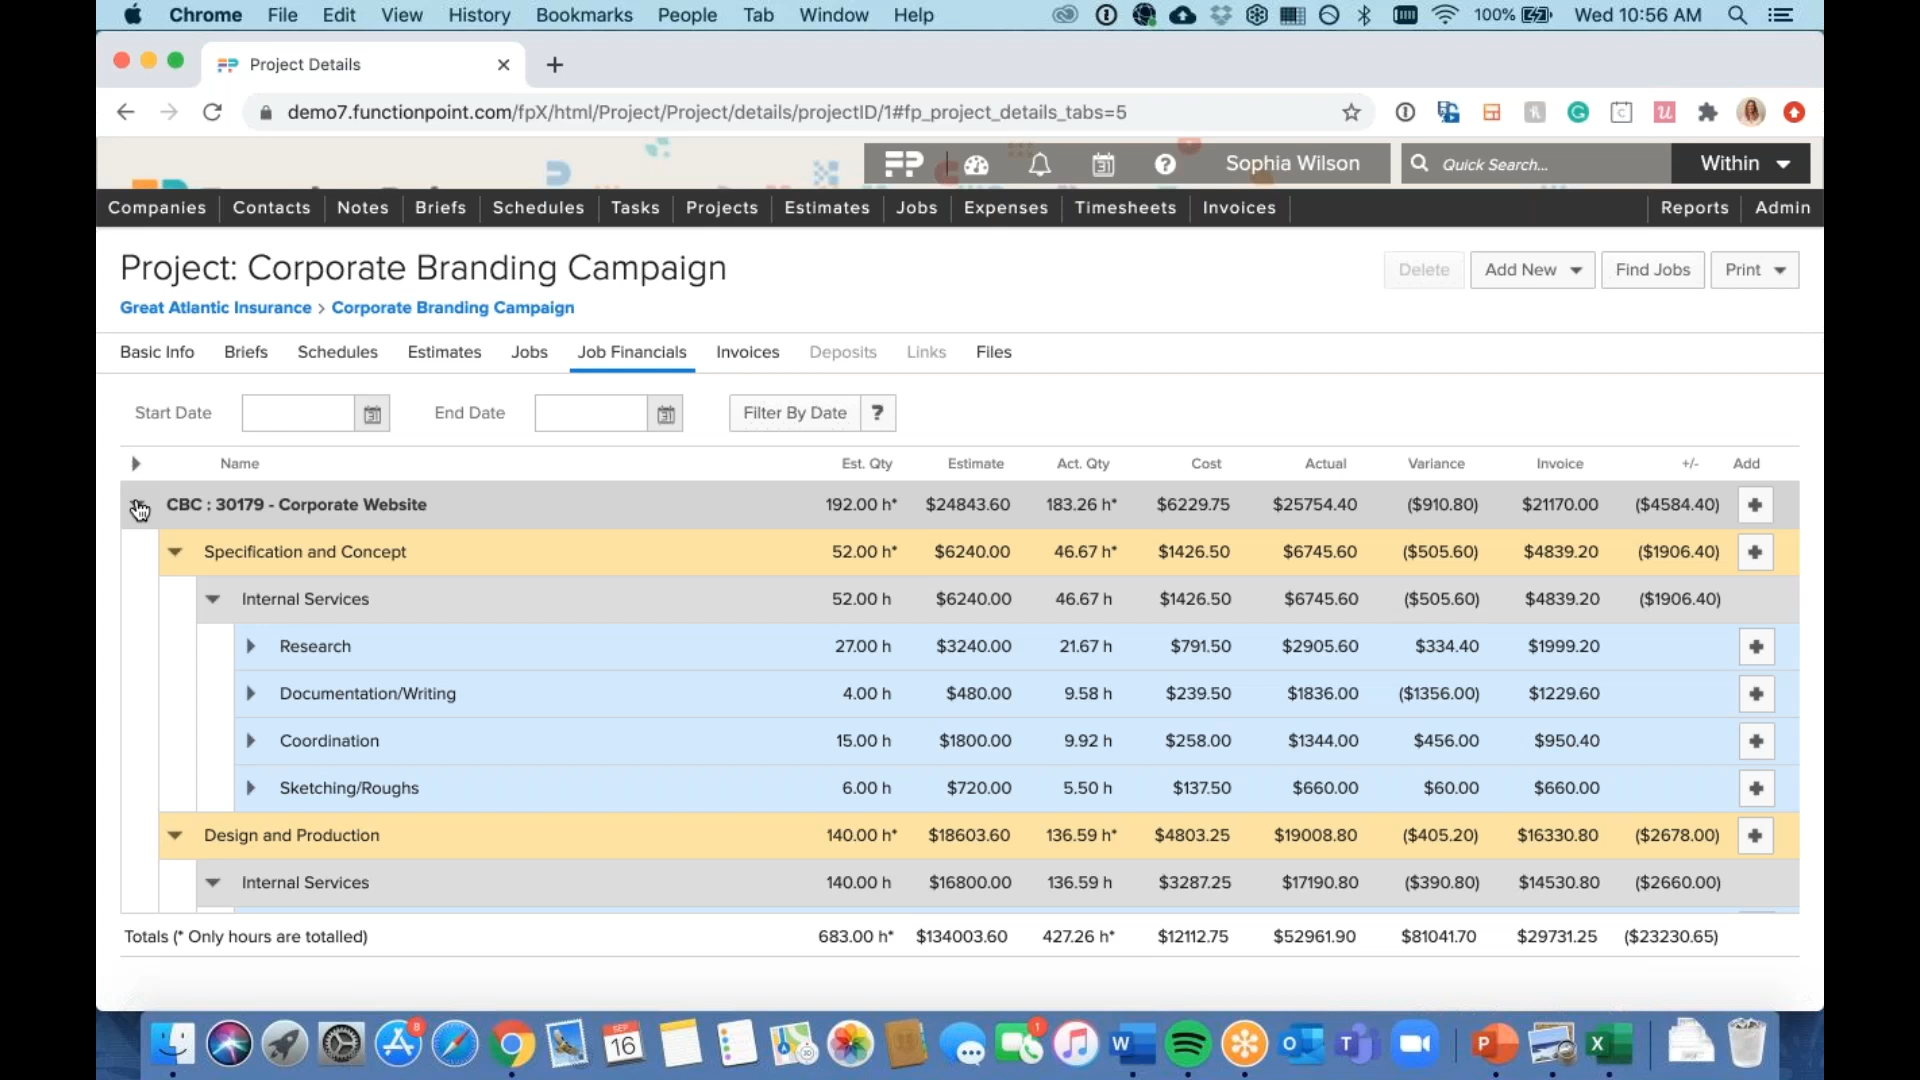 Chrome File Edit View History Bookmarks People Tab Window Help 100% Wed 10:56 AM
Project Details
demo7.functionpoint.com/fpX/html/Project/Project/details/projectID/1#fp_project_details_tabs=5
FP 31 ? Sophia Wilson Quick Search... Within
Companies Contacts Notes Briefs Schedules Tasks Projects Estimates Jobs Expenses Timesheets Invoices Reports Admin
Project: Corporate Branding Campaign
Delete Add New Find Jobs Print
Great Atlantic Insurance > Corporate Branding Campaign
Basic Info Briefs Schedules Estimates Jobs Job Financials Invoices Deposits Links Files
Start Date 31 End Date 31 Filter By Date ?
Name Est. Qty Estimate Act. Qty Cost Actual Variance Invoice +/- Add
CBC : 30179 - Corporate Website 192.00 h* $24843.60 183.26 h* $6229.75 $25754.40 ($910.80) $21170.00 ($4584.40)
Specification and Concept 52.00 h* $6240.00 46.67 h* $1426.50 $6745.60 ($505.60) $4839.20 ($1906.40)
Internal Services 52.00 h $6240.00 46.67 h $1426.50 $6745.60 ($505.60) $4839.20 ($1906.40)
Research 27.00 h $3240.00 21.67 h $791.50 $2905.60 $334.40 $1999.20
Documentation/Writing 4.00 h $480.00 9.58 h $239.50 $1836.00 ($1356.00) $1229.60
Coordination 15.00 h $1800.00 9.92 h $258.00 $1344.00 $456.00 $950.40
Sketching/Roughs 6.00 h $720.00 5.50 h $137.50 $660.00 $60.00 $660.00
Design and Production 140.00 h* $18603.60 136.59 h* $4803.25 $19008.80 ($405.20) $16330.80 ($2678.00)
Internal Services 140.00 h $16800.00 136.59 h $3287.25 $17190.80 ($390.80) $14530.80 ($2660.00)
Totals (* Only hours are totalled) 683.00 h* $134003.60 427.26 h* $12112.75 $52961.90 $81041.70 $29731.25 ($23230.65)
8 SEP 16 1 W O T P X